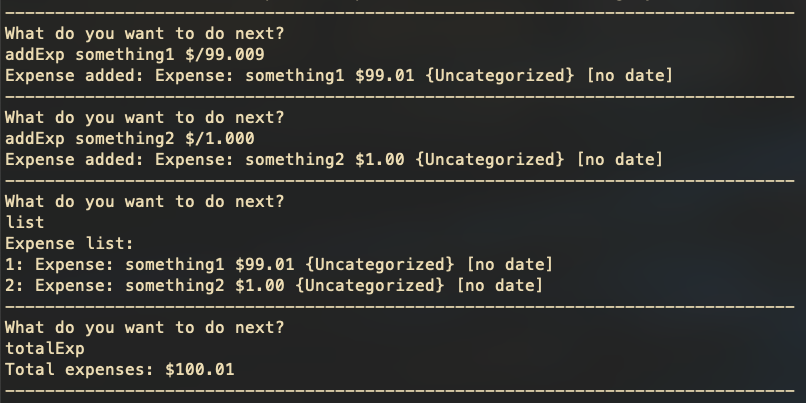 What do you want to do next?
addExp something1 $/99.009
Expense added: Expense: something1 $99.01 {Uncategorized} [no date]
What do you want to do next?
addExp something2 $/1.000
Expense added: Expense: something2 $1.00 {Uncategorized} [no date]
What do you want to do next?
list
Expense list:
1: Expense: something1 $99.01 {Uncategorized} [no date]
2: Expense: something2 $1.00 {Uncategorized} [no date]
What do you want to do next?
totalExp
Total expenses: $100.01